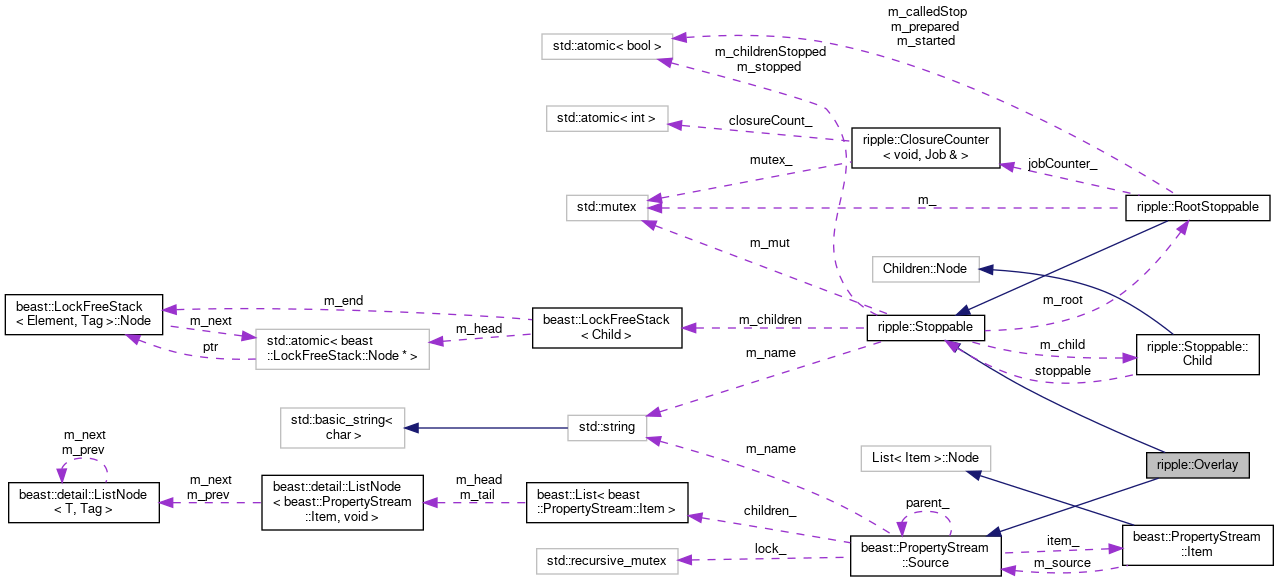 m_calledStop
m_prepared
m_started
std::atomic< bool >
m_childrenStopped
m_stopped
std::atomic< int >
closureCount_
ripple::ClosureCounter
< void, Job & >
mutex_
jobCounter_
std::mutex
m_
ripple::RootStoppable
m_mut
Children::Node
beast::LockFreeStack
< Element, Tag >::Node
m_end
m_next
ptr
std::atomic< beast
::LockFreeStack::Node * >
m_head
beast::LockFreeStack
< Child >
m_children
ripple::Stoppable
m_root
m_child
stoppable
ripple::Stoppable::
Child
m_name
std::basic_string<
char >
std::string
m_name
List< Item >::Node
ripple::Overlay
m_next
m_prev
beast::detail::ListNode
< T, Tag >
m_next
m_prev
beast::detail::ListNode
< beast::PropertyStream
::Item, void >
m_head
m_tail
beast::List< beast
::PropertyStream::Item >
children_
parent_
std::recursive_mutex
lock_
beast::PropertyStream
::Source
item_
m_source
beast::PropertyStream
::Item